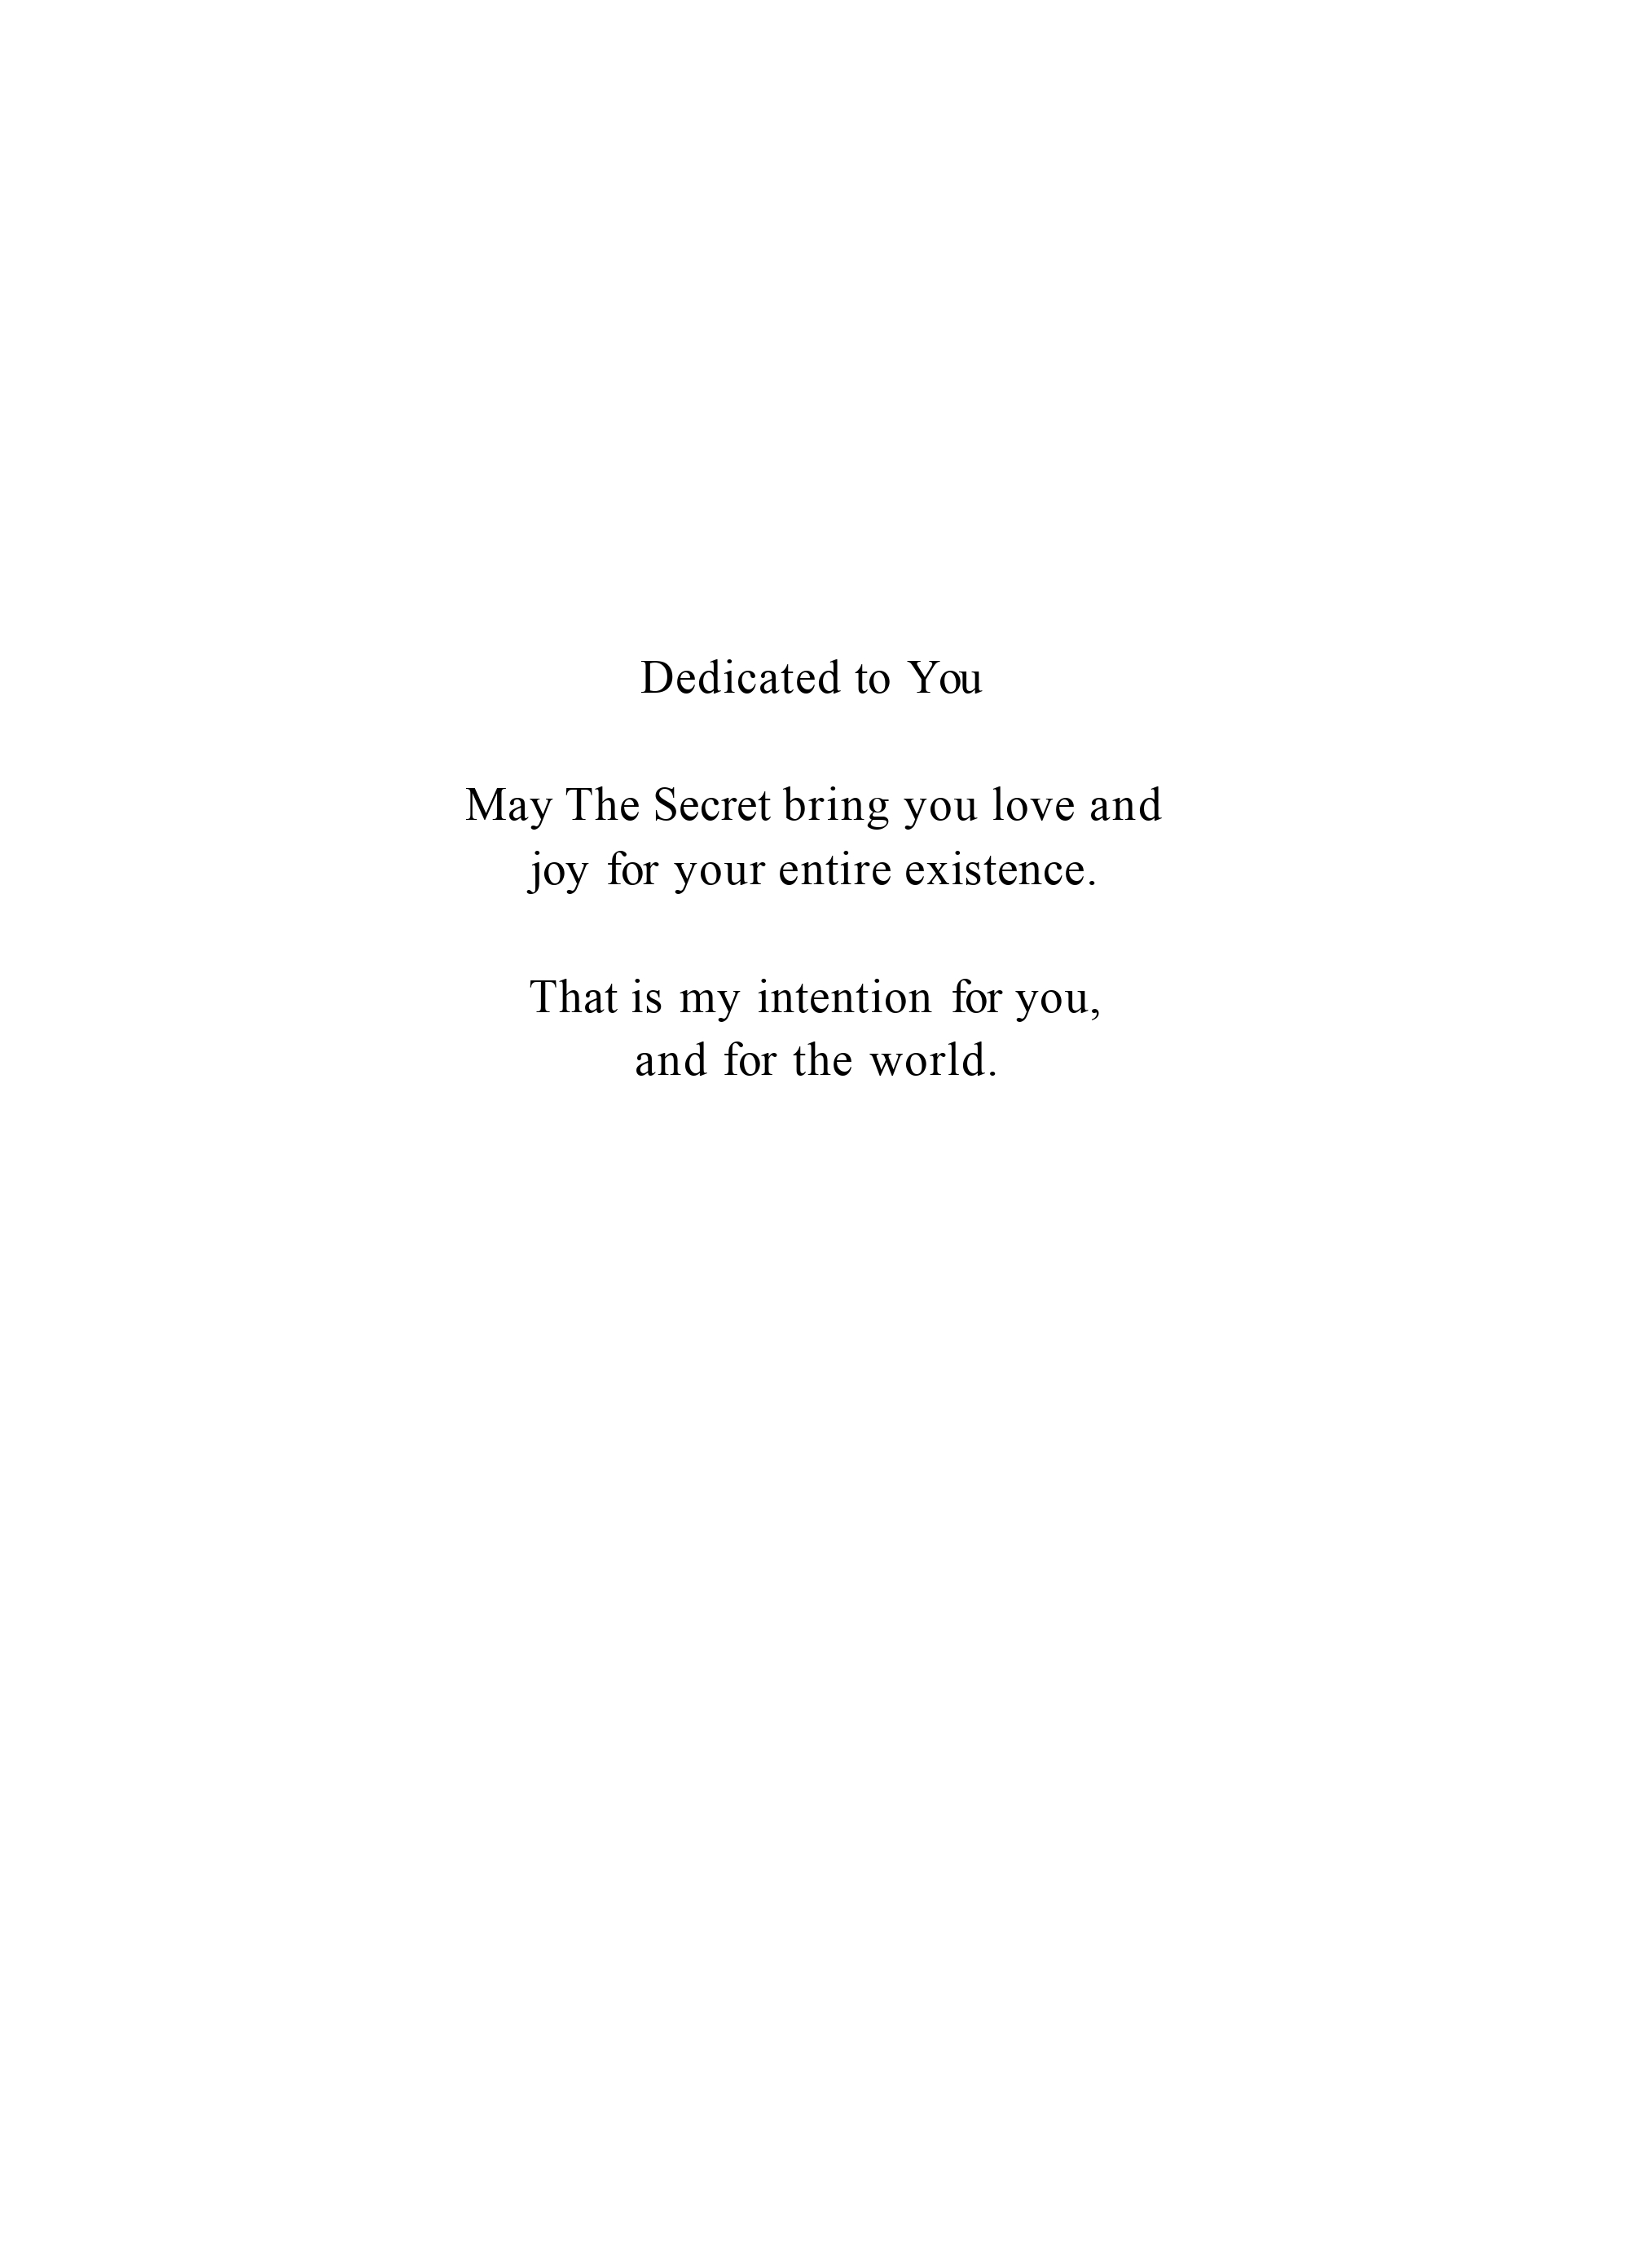 Dedicated to You
May The Secret bring you love and
joy for your entire existence.
That is my intention for you,
and for the world.